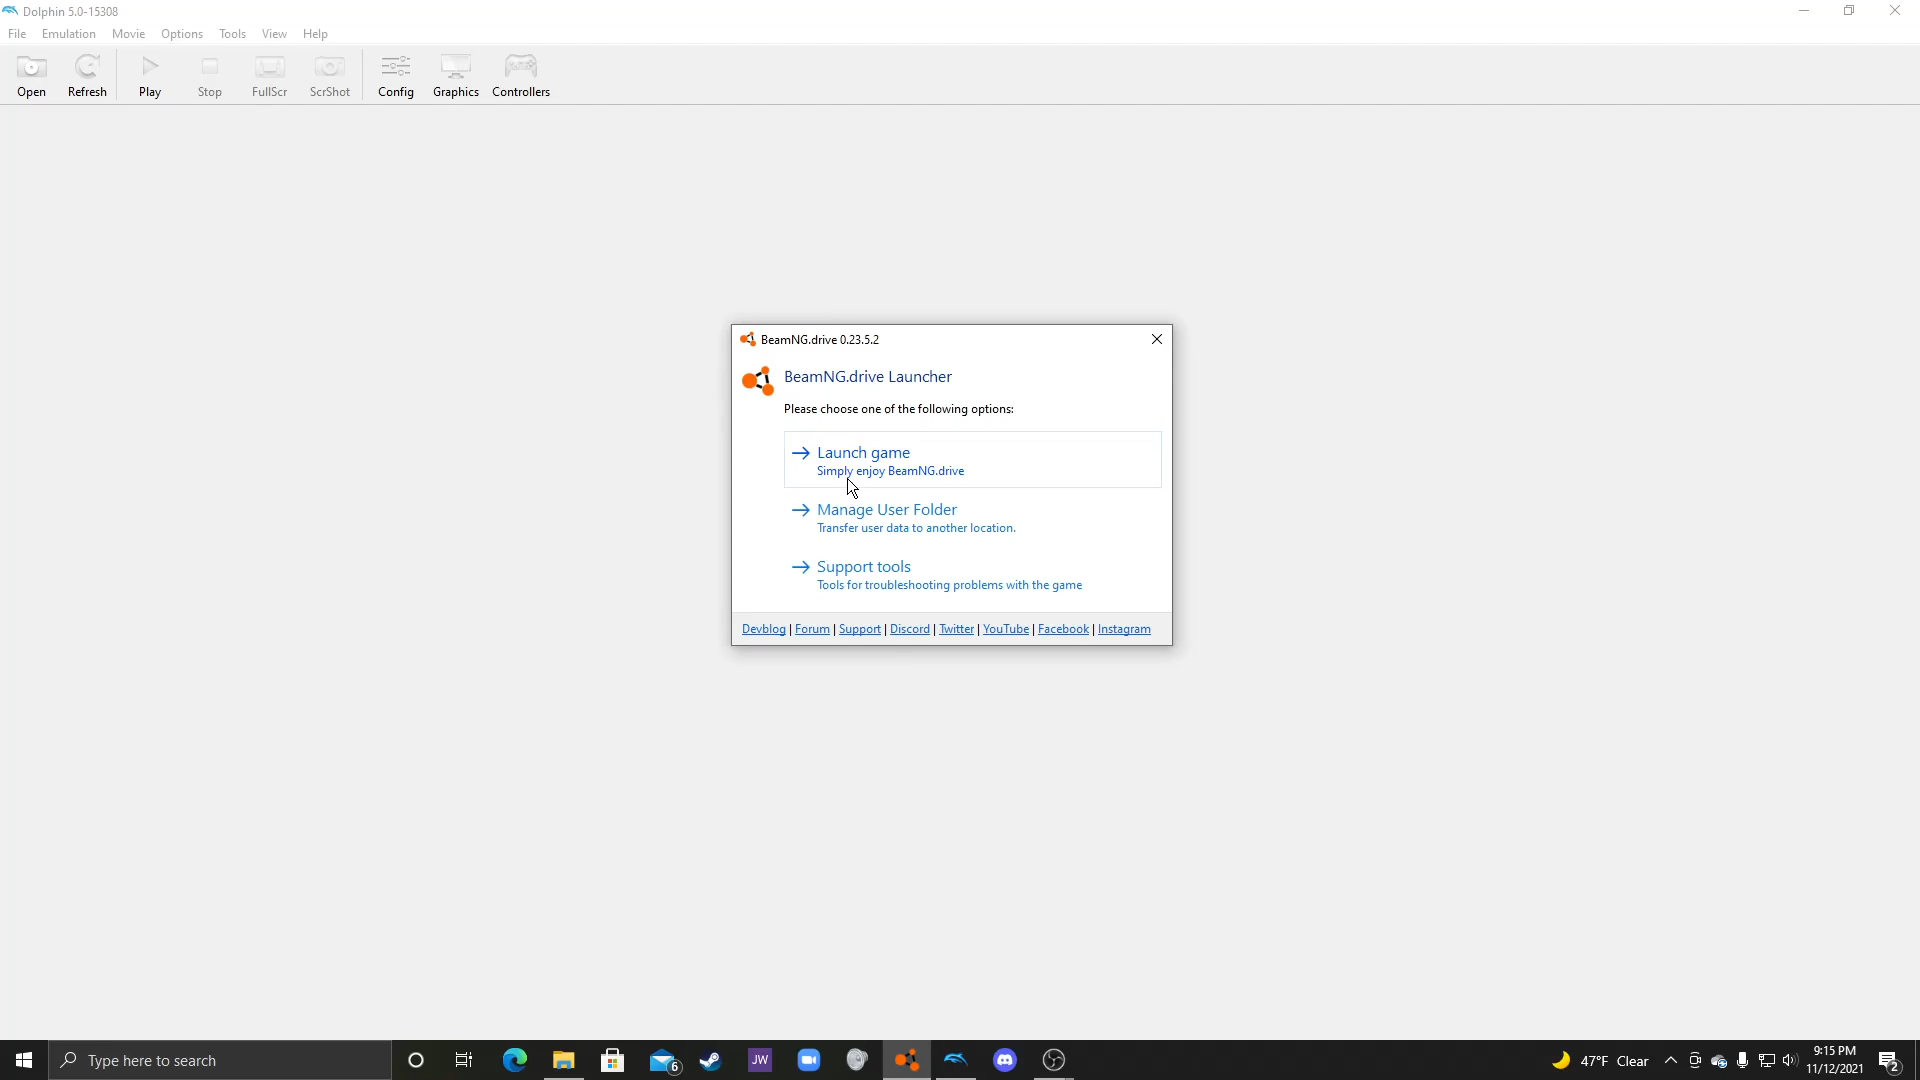 Dolphin 5.0-15308
File Emulation Movie Options Tools View Help
Open Refresh Play Stop FullScr ScrShot Config Graphics Controllers
BeamNG.drive 0.23.5.2
BeamNG.drive Launcher
Please choose one of the following options:
Launch game
Simply enjoy BeamNG.drive
Manage User Folder
Transfer user data to another location.
Support tools
Tools for troubleshooting problems with the game
Devblog | Forum | Support | Discord | Twitter | YouTube | Facebook | Instagram
Type here to search
6
JW
47°F Clear
9:15 PM
11/12/2021
2